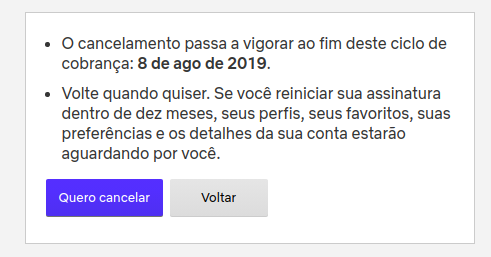 • O cancelamento passa a vigorar ao fim deste ciclo de
cobrança: 8 de ago de 2019.
• Volte quando quiser. Se você reiniciar sua assinatura
dentro de dez meses, seus perfis, seus favoritos, suas
preferências e os detalhes da sua conta estarão
aguardando por você.
Quero cancelar Voltar